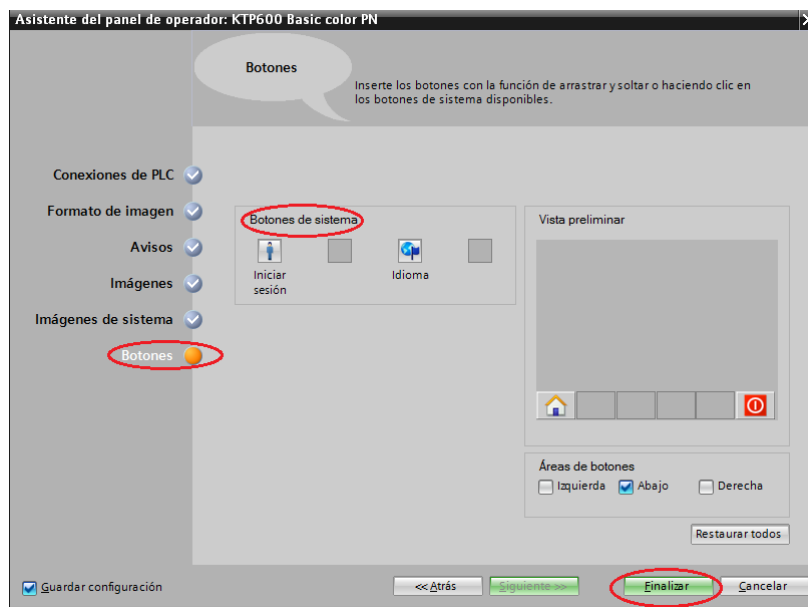 Asistente del panel de operador: KTP600 Basic color PN
Botones
Inserte los botones con la función de arrastrar y soltar o haciendo clic en
los botones de sistema disponibles.
Conexiones de PLC
Formato de imagen
Avisos
Imágenes
Imágenes de sistema
Botones
Botones de sistema
Iniciar
sesión
Idioma
Vista preliminar
Áreas de botones
Izquierda
Abajo
Derecha
Restaurar todos
Guardar configuración
<< Atrás
Siguiente >>
Finalizar
Cancelar